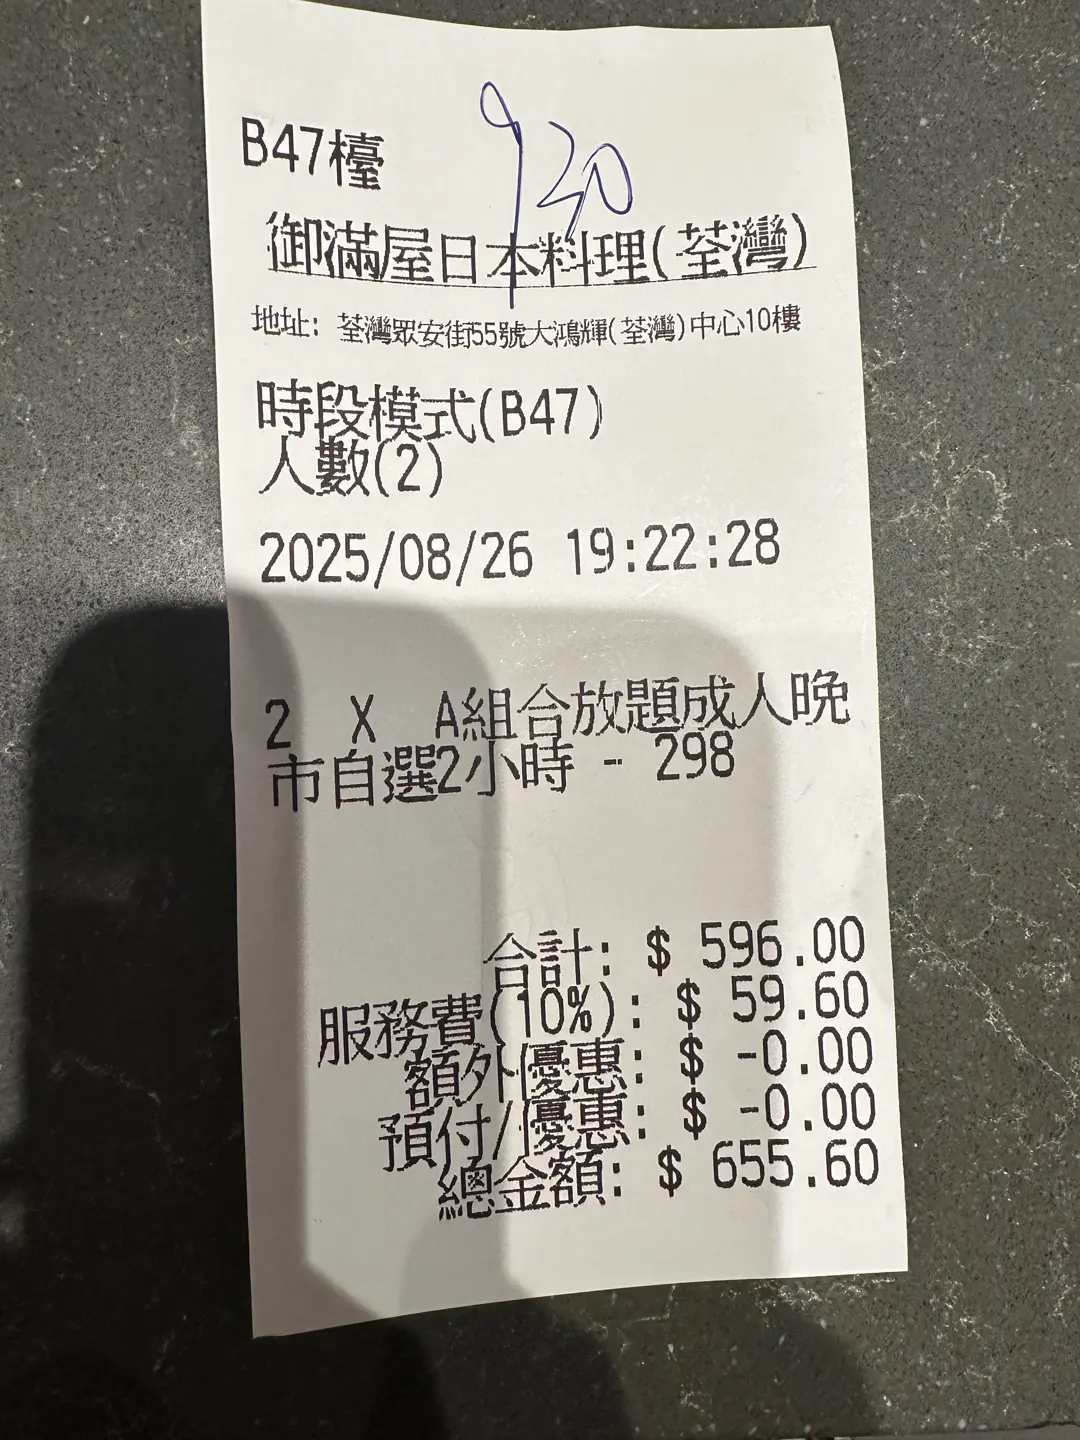 930
B47檯
御滿屋日本料理(荃灣)
地址: 荃灣眾安街55號大鴻輝(荃灣)中心10樓
時段模式(B47)
人數(2)
2025/08/26 19:22:28
2 X A組合放題成人晚
市自選2小時 - 298
合計: $ 596.00
服務費(10%): $ 59.60
額外優惠: $ -0.00
預付/優惠: $ -0.00
總金額: $ 655.60